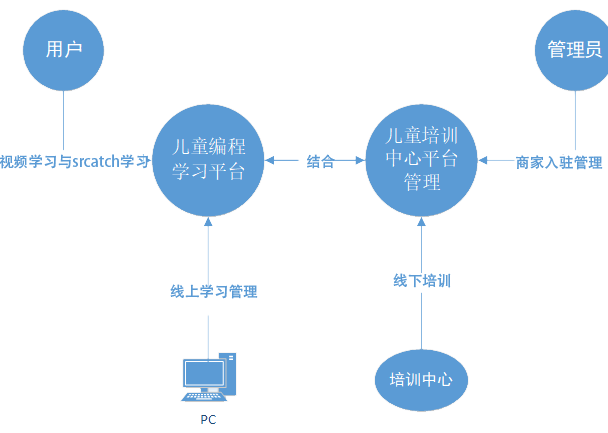 用户
管理员
儿童编程
学习平台
儿童培训
中心平台
管理
视频学习与srcatch学习
结合
商家入驻管理
线上学习管理
线下培训
培训中心
PC